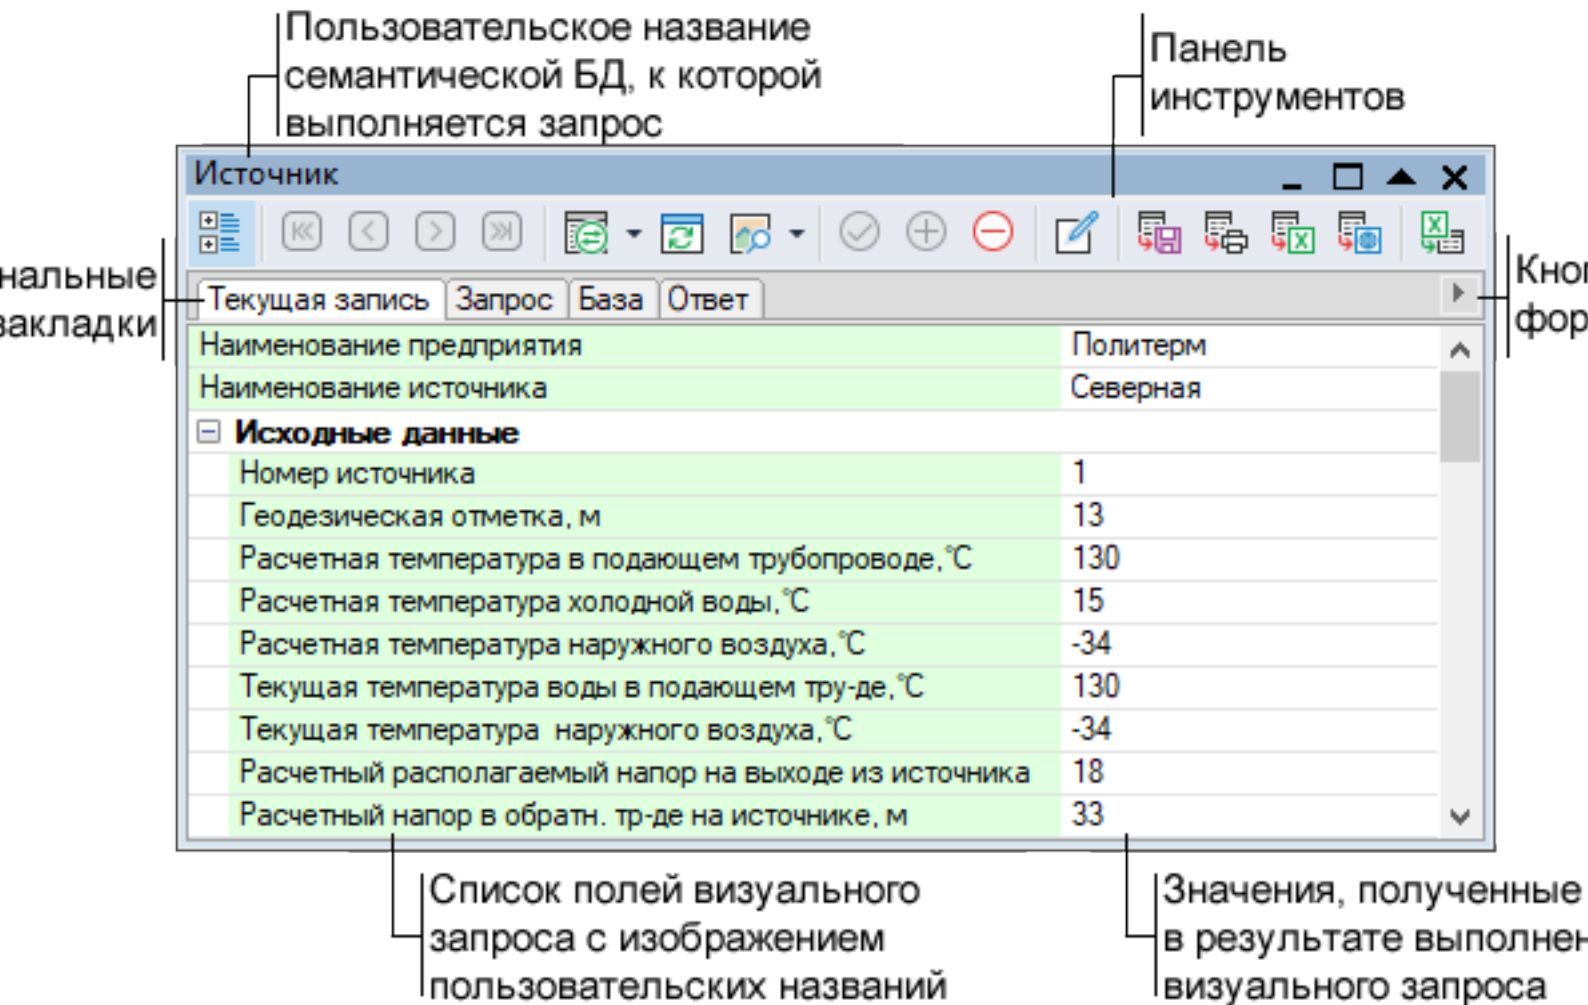 Пользовательское название
семантической БД, к которой
выполняется запрос
Панель
инструментов
Источник
нальные
закладки
Кноп
фор
Текущая запись Запрос База Ответ
Наименование предприятия Политерм
Наименование источника Северная
Исходные данные
Номер источника 1
Геодезическая отметка, м 13
Расчетная температура в подающем трубопроводе,°C 130
Расчетная температура холодной воды,°C 15
Расчетная температура наружного воздуха,°C -34
Текущая температура воды в подающем тру-де,°C 130
Текущая температура наружного воздуха,°C -34
Расчетный располагаемый напор на выходе из источника 18
Расчетный напор в обратн. тр-де на источнике, м 33
Список полей визуального
запроса с изображением
пользовательских названий
Значения, полученные
в результате выполнен
визуального запроса